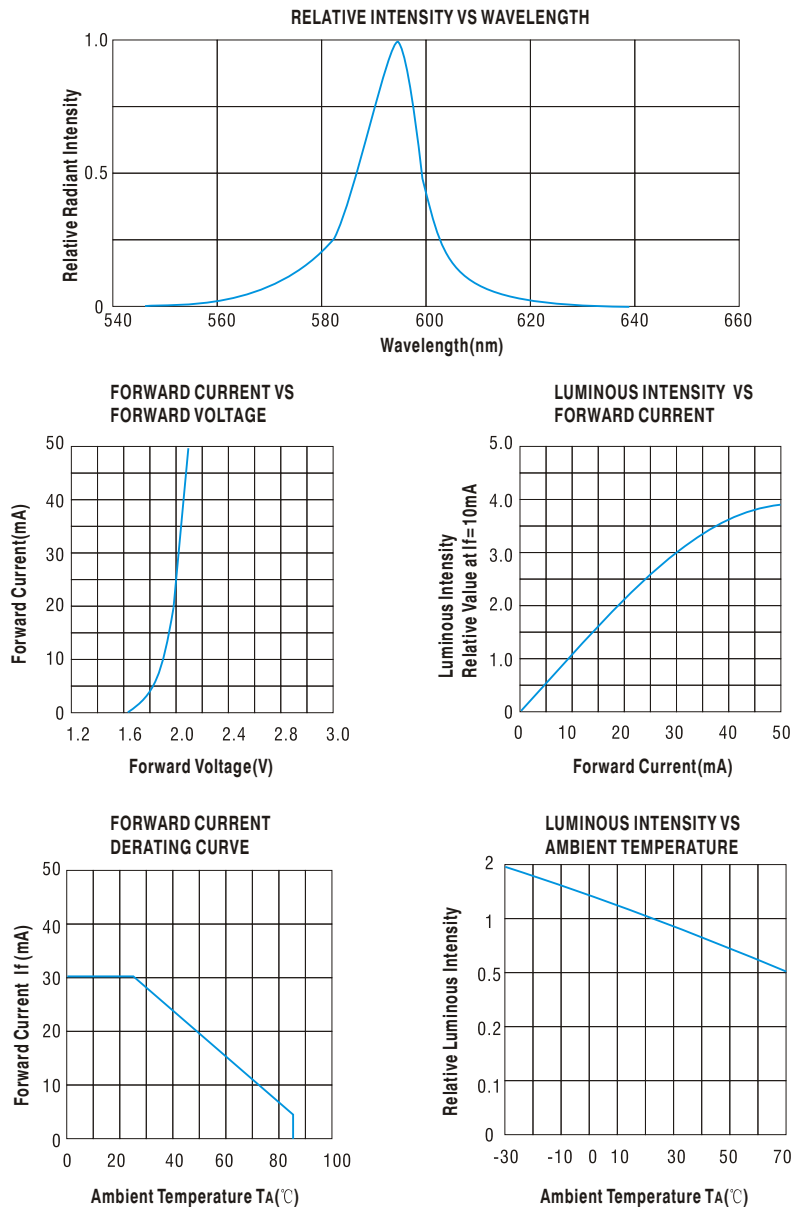 RELATIVE INTENSITY VS WAVELENGTH
Relative Radiant Intensity
1.0
0.5
0
540 560 580 600 620 640 660
Wavelength(nm)
FORWARD CURRENT VS
FORWARD VOLTAGE
Forward Current(mA)
50
40
30
20
10
0
1.2 1.6 2.0 2.4 2.8 3.0
Forward Voltage(V)
LUMINOUS INTENSITY VS
FORWARD CURRENT
Luminous Intensity
Relative Value at If=10mA
5.0
4.0
3.0
2.0
1.0
0
0 10 20 30 40 50
Forward Current(mA)
FORWARD CURRENT
DERATING CURVE
Forward Current If (mA)
50
40
30
20
10
0
0 20 40 60 80 100
Ambient Temperature TA(℃)
LUMINOUS INTENSITY VS
AMBIENT TEMPERATURE
Relative Luminous Intensity
2
1
0.5
0.2
0.1
0
-30 -10 0 10 30 50 70
Ambient Temperature TA(℃)